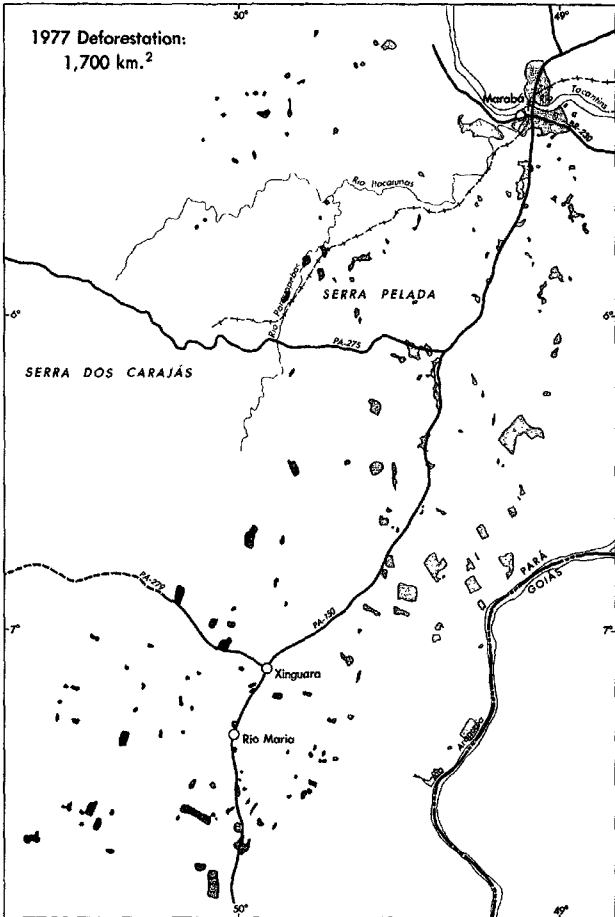 50°
49°
1977 Deforestation:
1,700 km.²
Marabá
Tocantins
BR-230
Rio Itacaiunas
Rio Parauapebas
SERRA PELADA
6°
6°
PA-275
SERRA DOS CARAJÁS
PARÁ
GOIÁS
PA-279
PA-150
7°
7°
Xinguara
Rio Maria
Araguaia
Rio
50°
49°